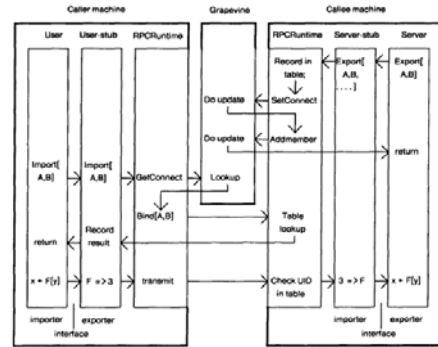 Caller machine
Grapevine
Callee machine
User
User-stub
RPCRuntime
RPCRuntime
Server-stub
Server
Record in
table;
Export[
A,B,
....]
Export[
A,B]
SetConnect
Do update
Addmember
Do update
return
Import[
A,B]
Import[
A,B]
GetConnect
Lookup
Bind[A,B]
Table
lookup
return
Record
result
x + F[y]
F => 3
transmit
Check UID
in table
3 => F
x + F[y]
importer
exporter
interface
importer
exporter
interface